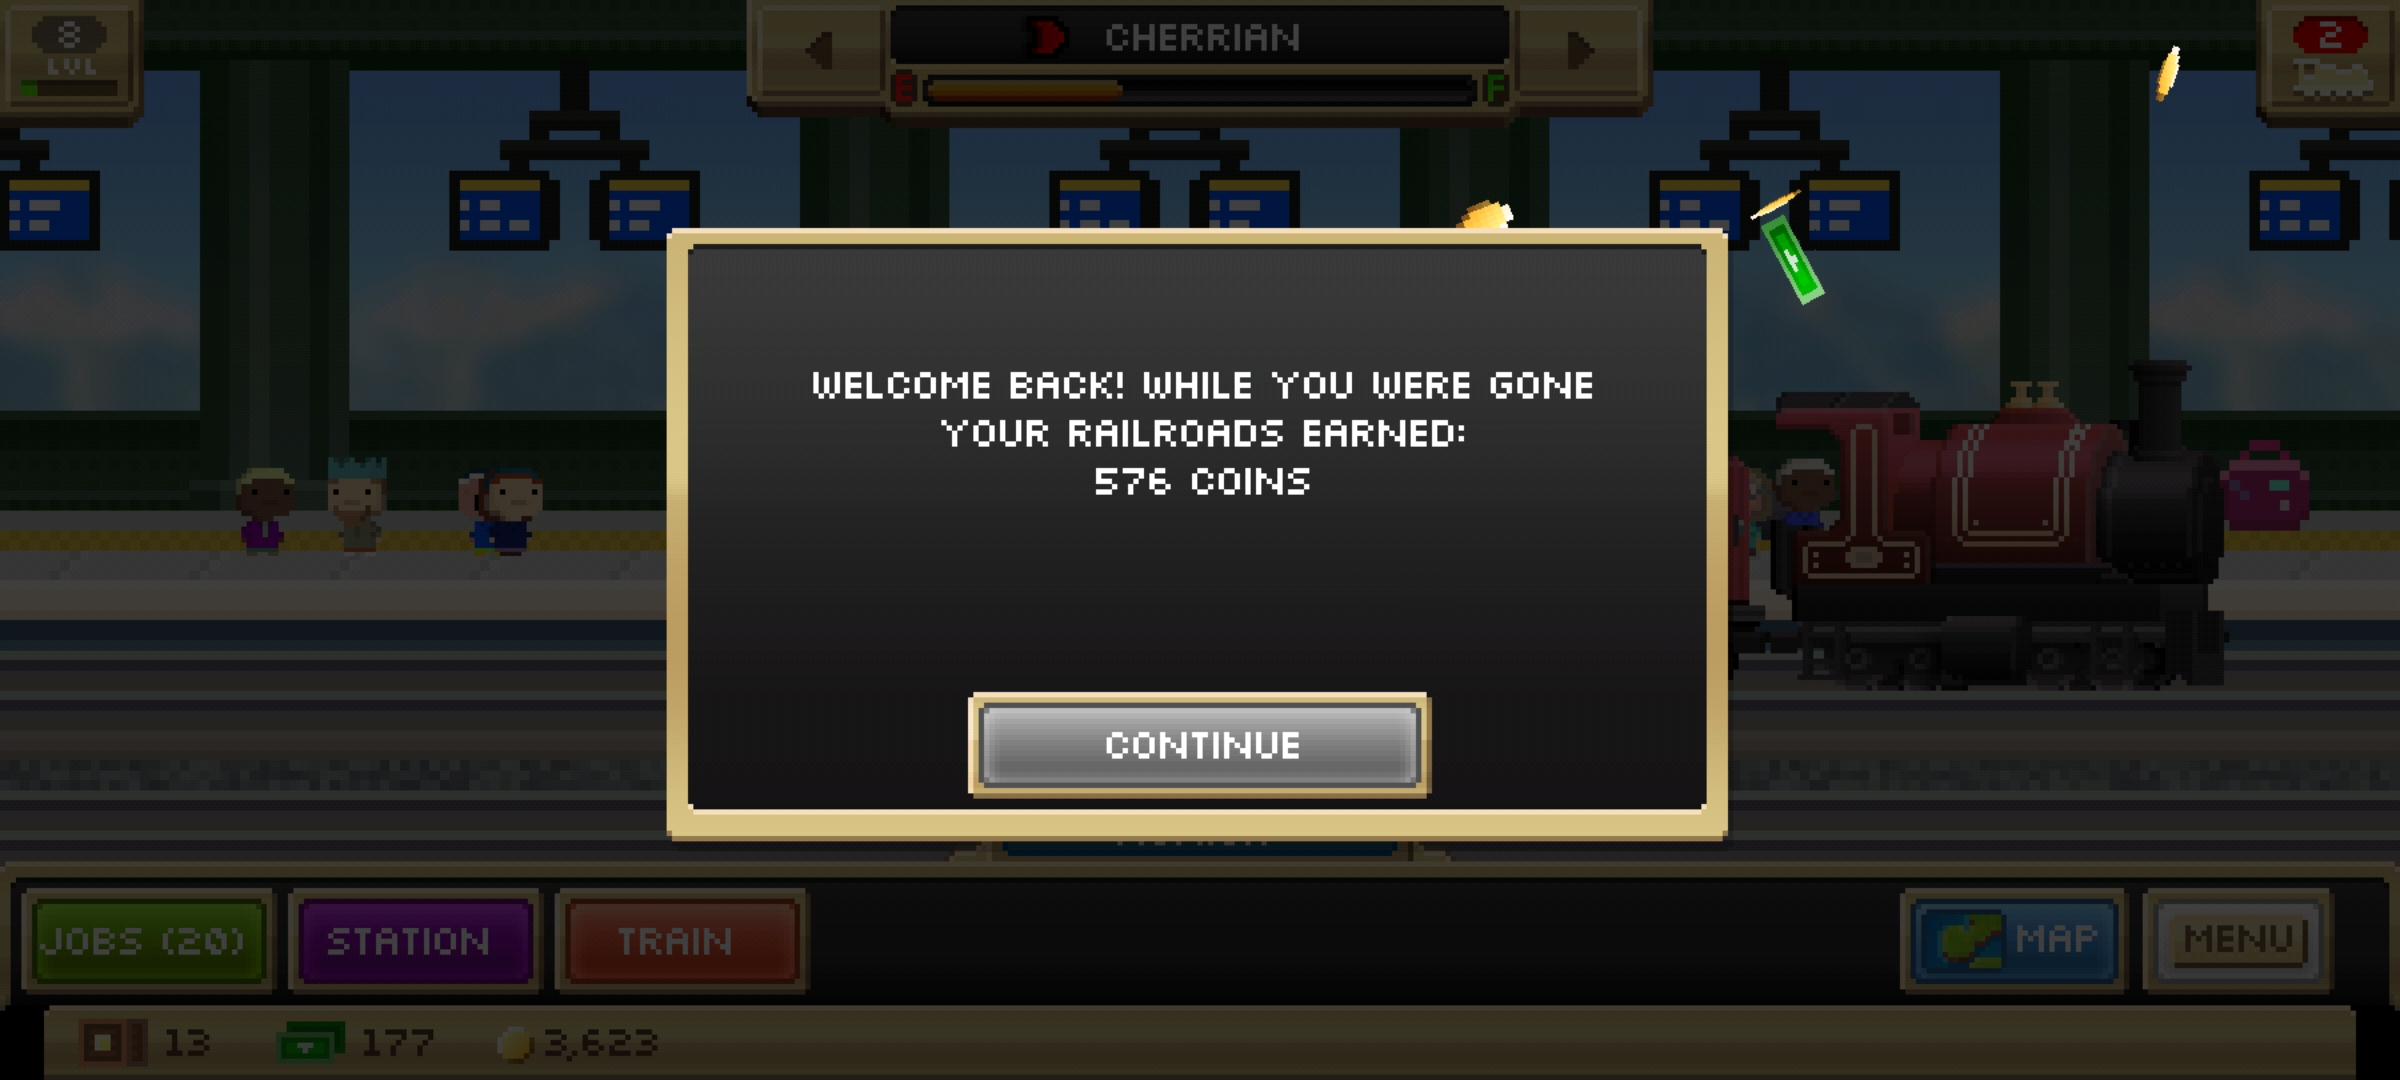 8
LVL
CHERRIAN
E F
2
WELCOME BACK! WHILE YOU WERE GONE
YOUR RAILROADS EARNED:
576 COINS
CONTINUE
JOBS (20)
STATION
TRAIN
MAP
MENU
13
177
3,623